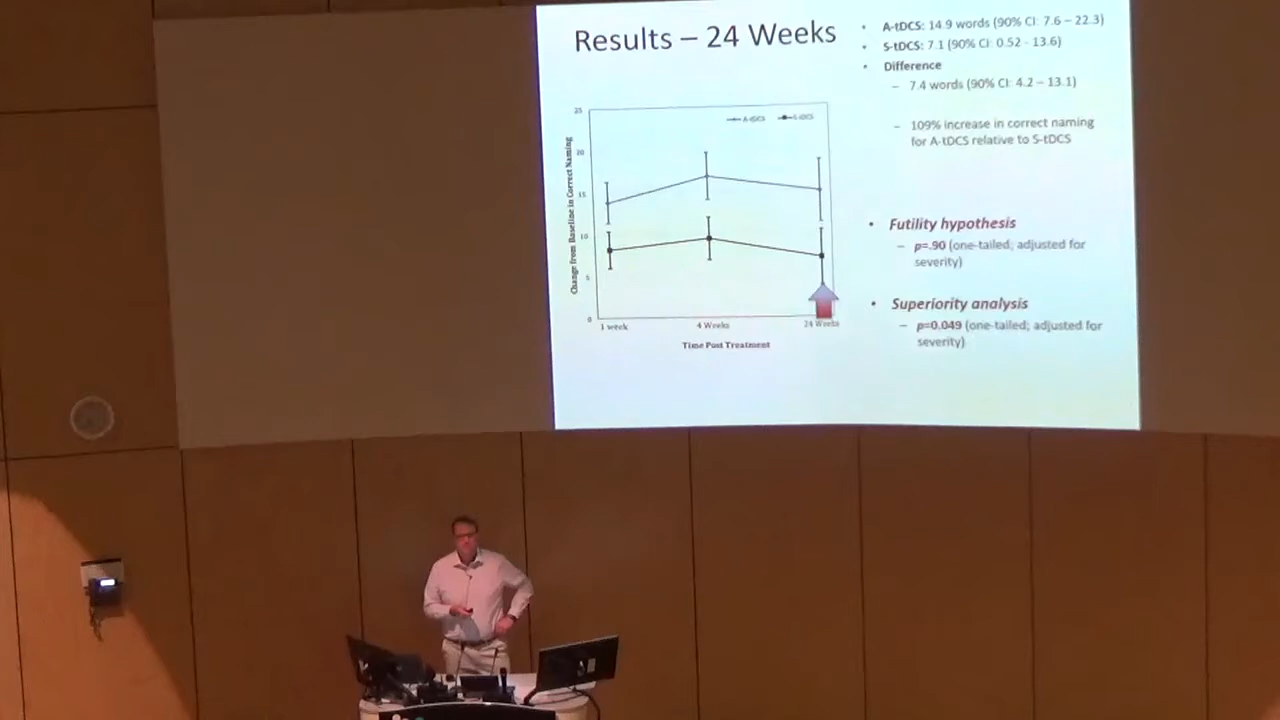 Results – 24 Weeks
• A-tDCS: 14.9 words (90% CI: 7.6 – 22.3)
• S-tDCS: 7.1 (90% CI: 0.52 - 13.6)
• Difference
– 7.4 words (90% CI: 4.2 – 13.1)
– 109% increase in correct naming
for A-tDCS relative to S-tDCS
• Futility hypothesis
– p=.90 (one-tailed; adjusted for
severity)
• Superiority analysis
– p=0.049 (one-tailed; adjusted for
severity)
Change from Baseline in Correct Naming
25
20
15
10
5
0
A-tDCS
S-tDCS
1 week
4 Weeks
24 Weeks
Time Post Treatment